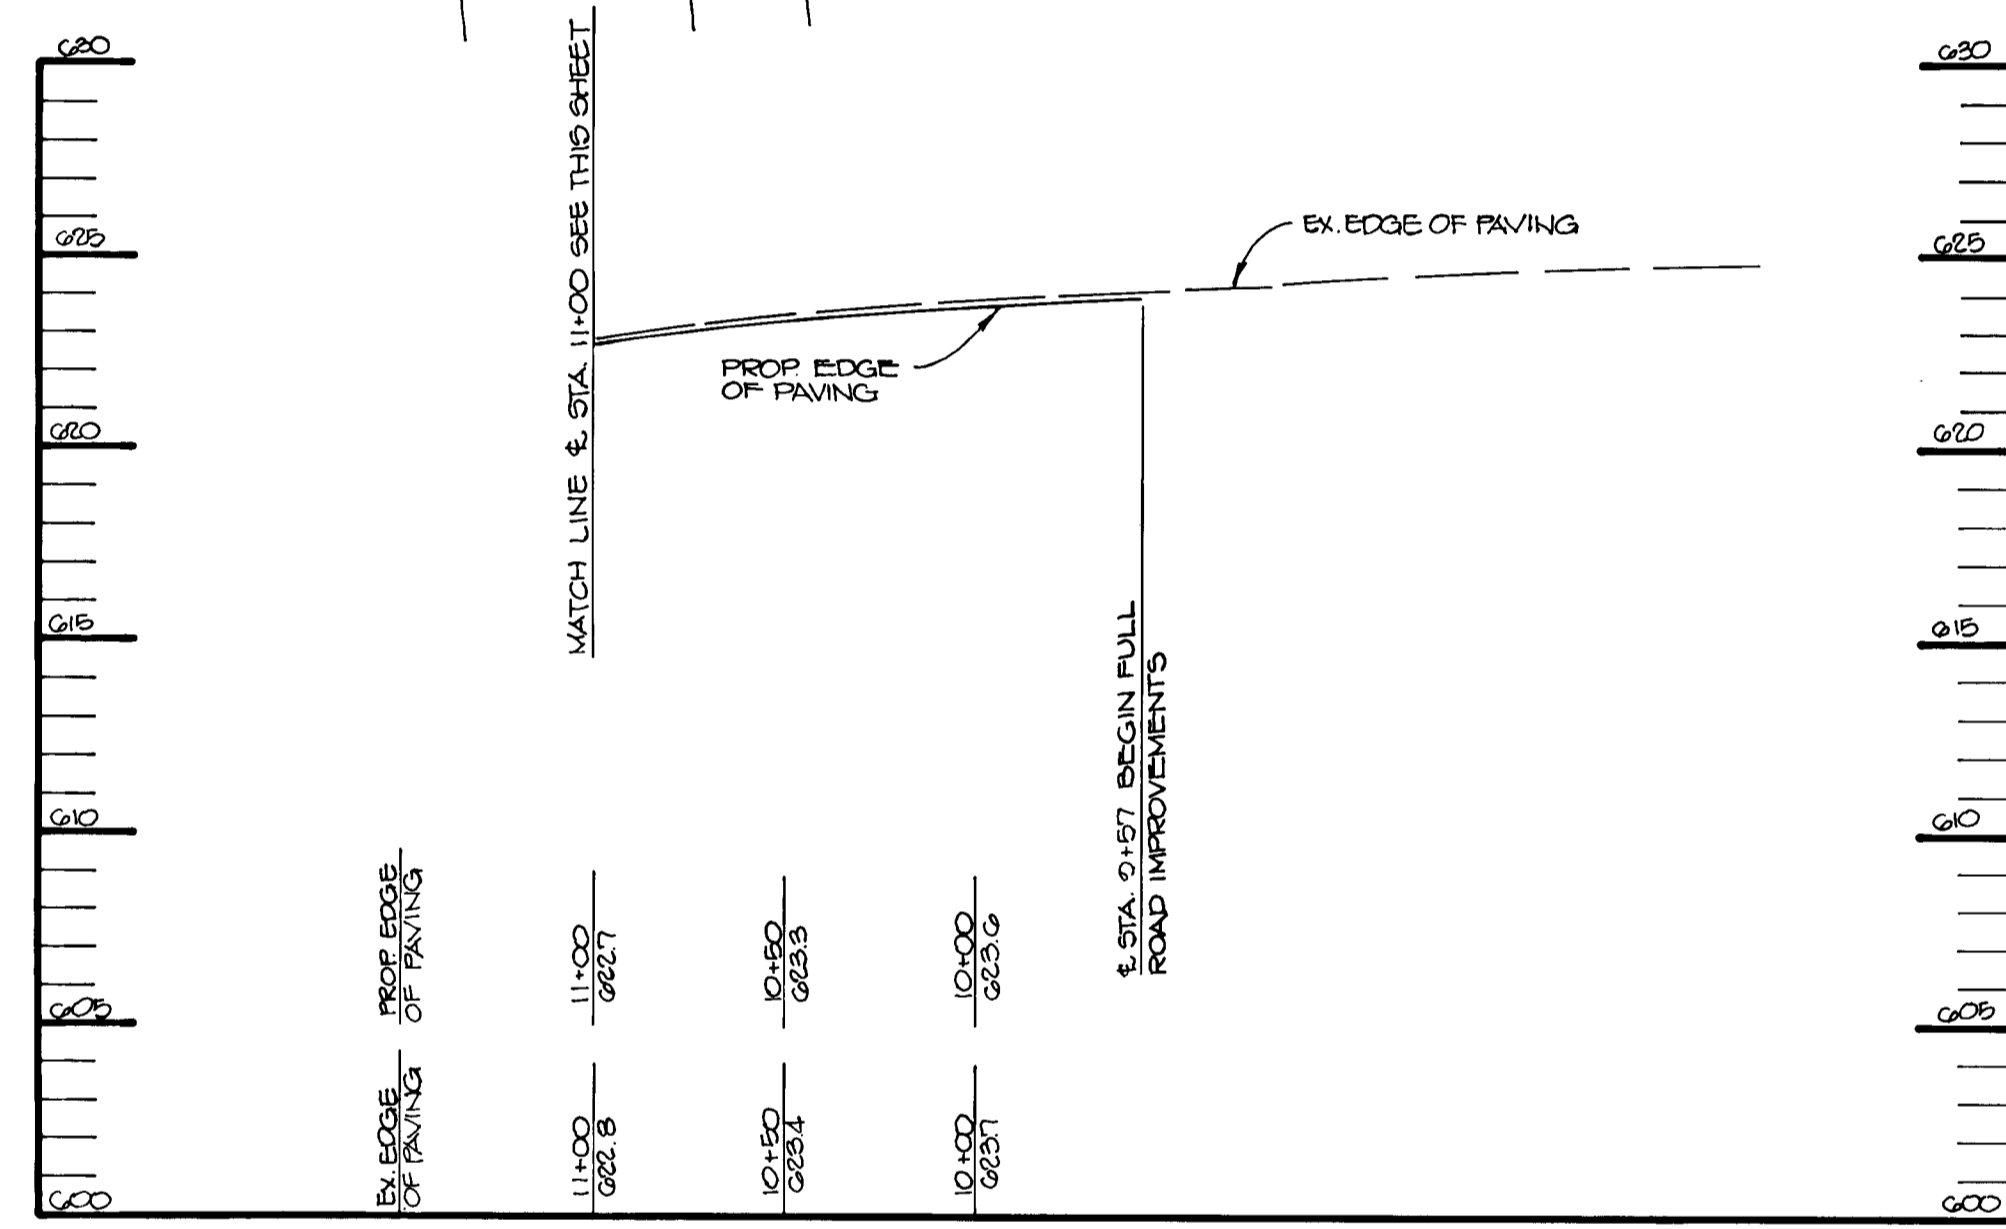 630
625
620
615
610
605
600
630
625
620
615
610
605
600
MATCH LINE ℄ STA. 11+00 SEE THIS SHEET
EX. EDGE OF PAVING
PROP. EDGE
OF PAVING
℄ STA. 9+57 BEGIN FULL
ROAD IMPROVEMENTS
PROP. EDGE
OF PAVING
11+00
622.7
10+50
623.3
10+00
623.6
EX. EDGE
OF PAVING
11+00
622.8
10+50
623.4
10+00
623.7